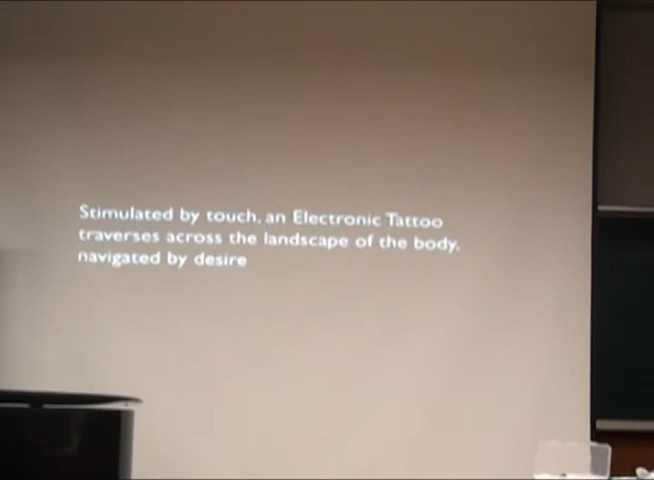 Stimulated by touch, an Electronic Tattoo
traverses across the landscape of the body,
navigated by desire